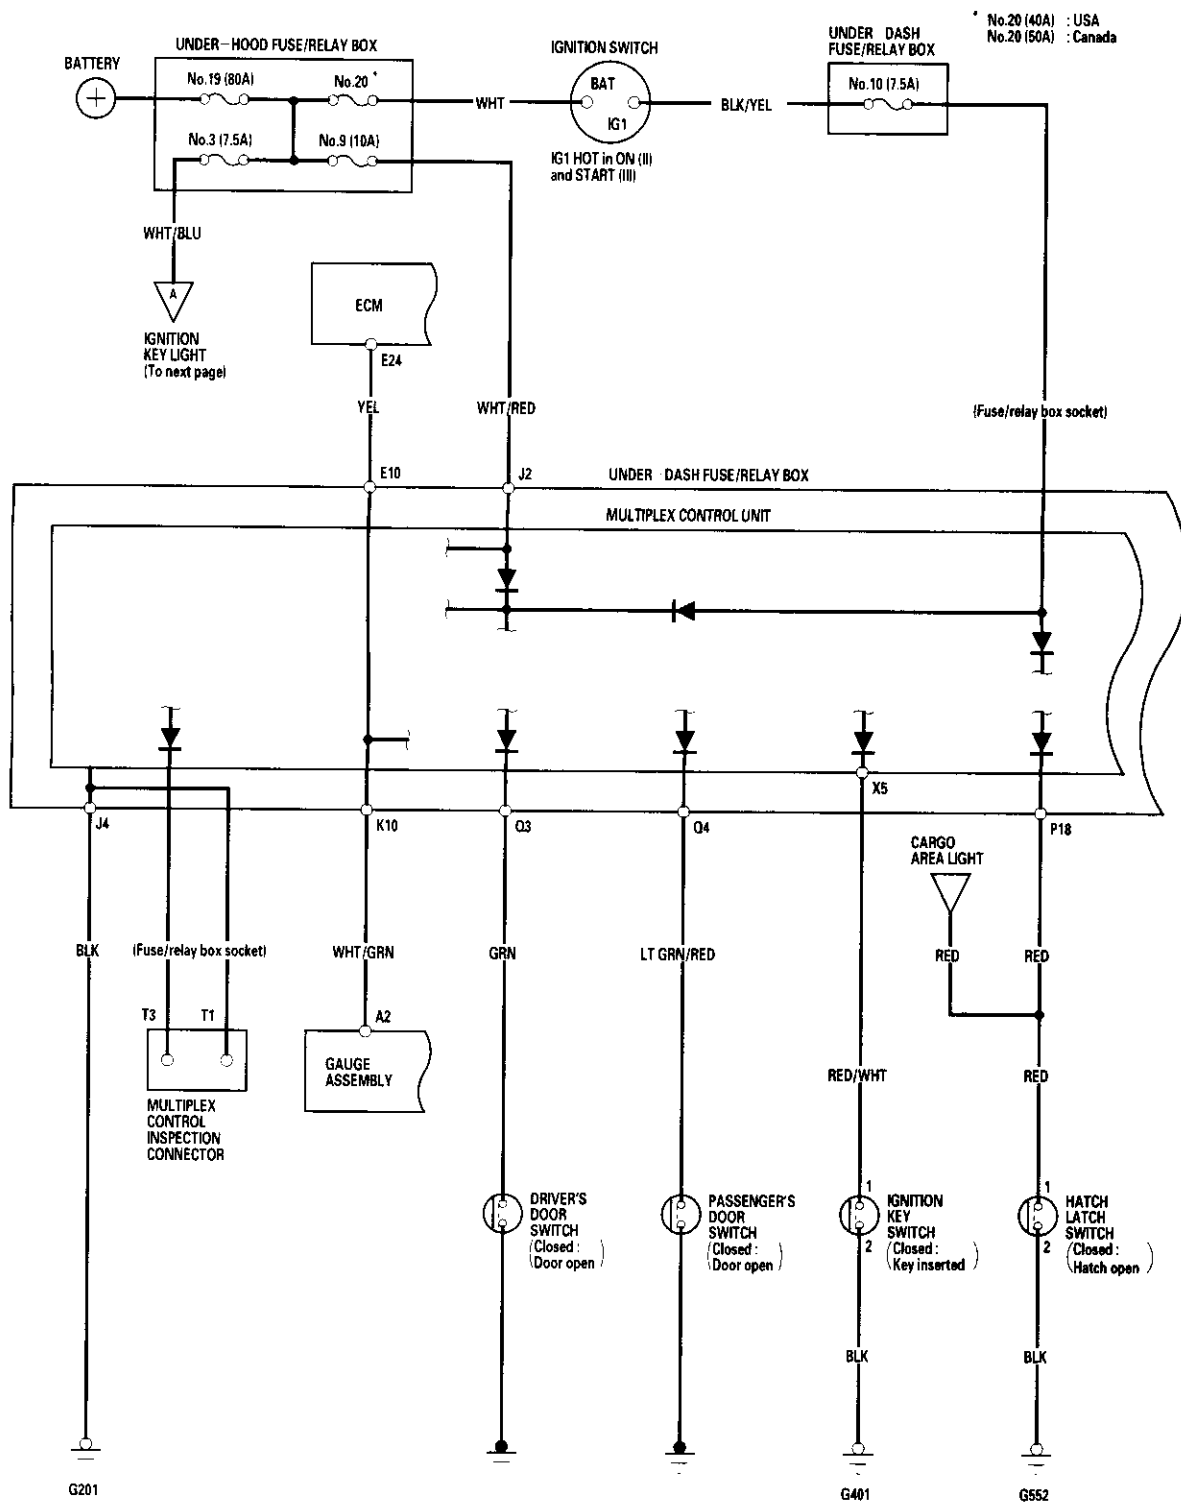 * No.20 (40A) : USA
No.20 (50A) : Canada
UNDER-HOOD FUSE/RELAY BOX
IGNITION SWITCH
UNDER DASH
FUSE/RELAY BOX
BATTERY
No.19 (80A)
No.20 *
BAT
No.10 (7.5A)
+
WHT
BLK/YEL
IG1
No.3 (7.5A)
No.9 (10A)
IG1 HOT in ON (II)
and START (III)
WHT/BLU
A
ECM
IGNITION
KEY LIGHT
(To next page)
E24
YEL
WHT/RED
(Fuse/relay box socket)
E10
J2
UNDER DASH FUSE/RELAY BOX
MULTIPLEX CONTROL UNIT
X5
J4
K10
Q3
Q4
P18
CARGO
AREA LIGHT
BLK
(Fuse/relay box socket)
WHT/GRN
GRN
LT GRN/RED
RED
RED
T3
T1
A2
GAUGE
ASSEMBLY
RED/WHT
RED
MULTIPLEX
CONTROL
INSPECTION
CONNECTOR
DRIVER'S
DOOR
SWITCH
(Closed :
Door open)
PASSENGER'S
DOOR
SWITCH
(Closed :
Door open)
1
2
IGNITION
KEY
SWITCH
(Closed :
Key inserted)
1
2
HATCH
LATCH
SWITCH
(Closed :
Hatch open)
BLK
BLK
G201
G401
G552